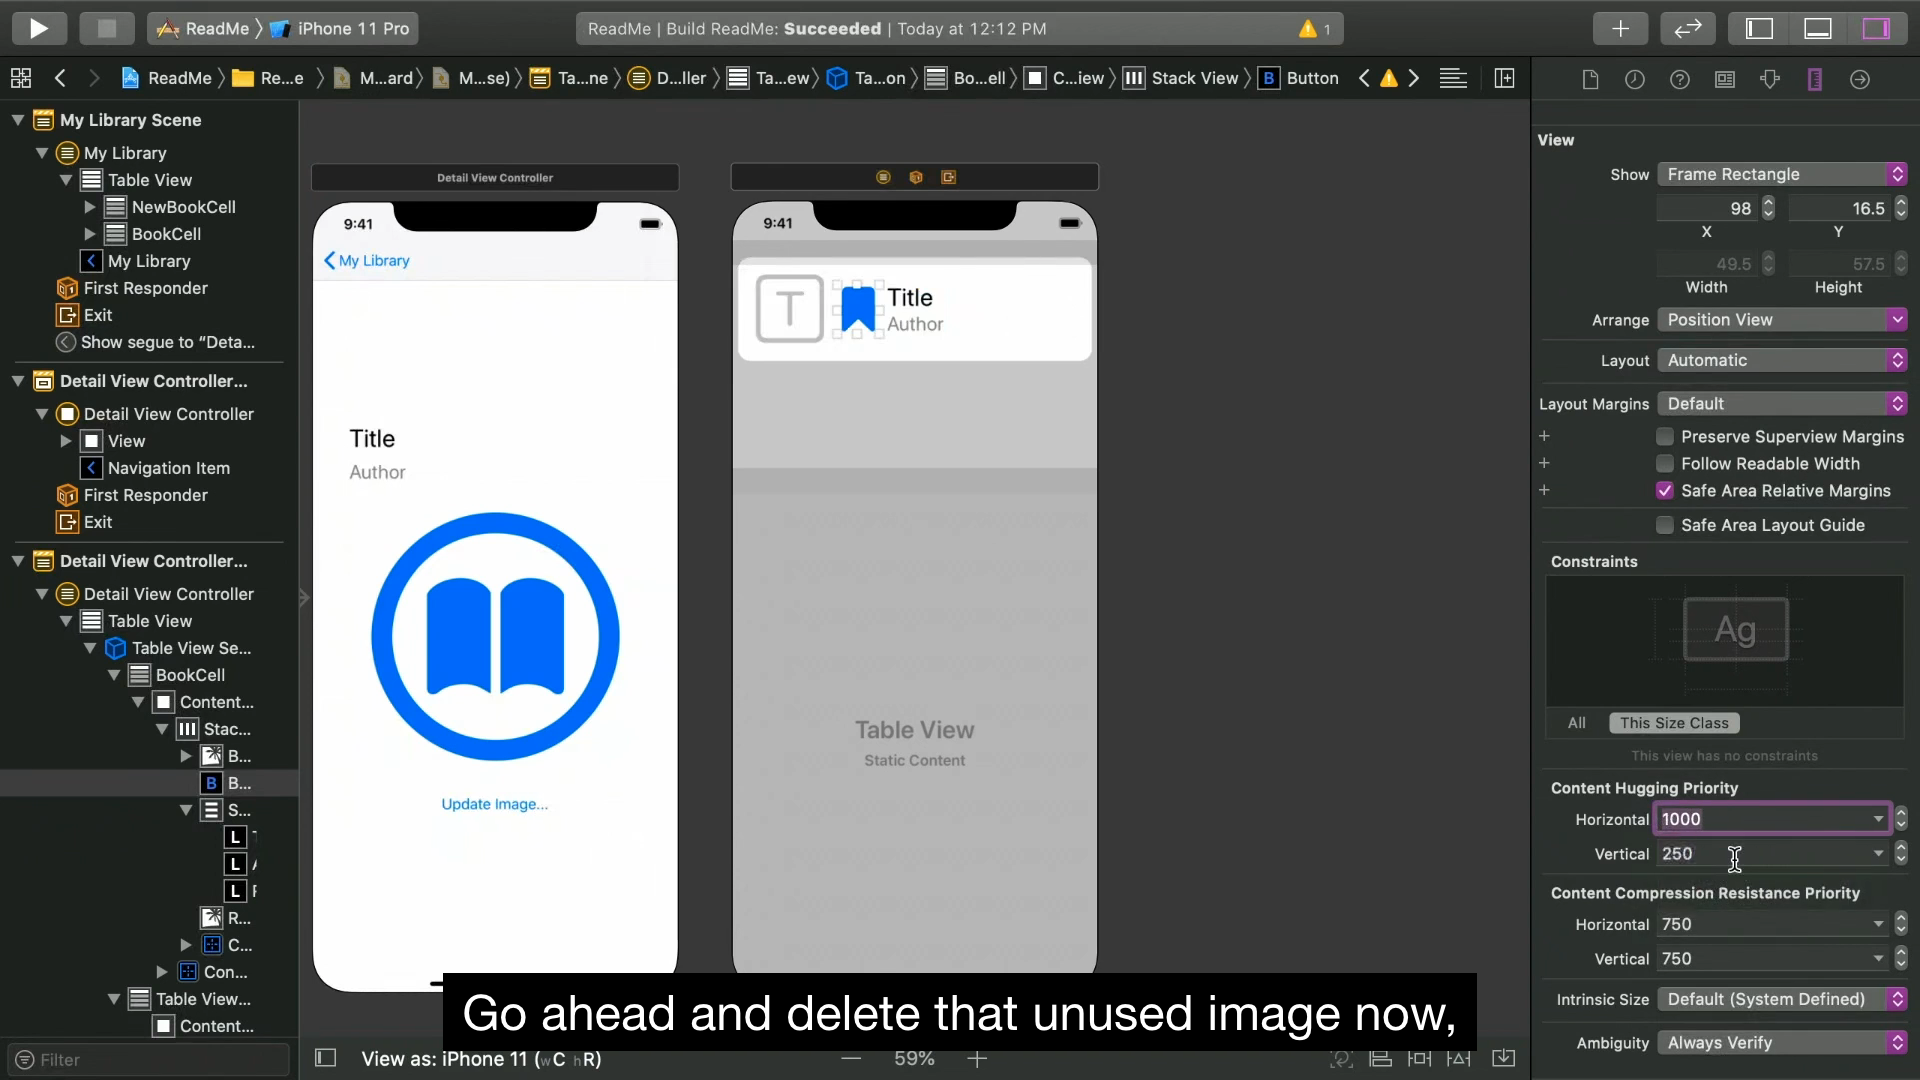 ReadMe 〉 iPhone 11 Pro
ReadMe | Build ReadMe: Succeeded | Today at 12:12 PM
1
ReadMe
Re...e
M...ard
M...se)
Ta...ne
D...ller
Ta...ew
Ta...on
Bo...ell
C...iew
Stack View
B Button
My Library Scene
My Library
Table View
NewBookCell
BookCell
My Library
First Responder
Exit
Show segue to “Deta...
Detail View Controller...
Detail View Controller
View
Navigation Item
First Responder
Exit
Detail View Controller...
Detail View Controller
Table View
Table View Se...
BookCell
Content...
Stac...
B...
B B...
S...
L
L
L
R...
C...
Con...
Table View...
Content...
Filter
Detail View Controller
9:41
My Library
Title
Author
Update Image...
9:41
T
Title
Author
Table View
Static Content
View as: iPhone 11 (wC hR)
59%
View
Show Frame Rectangle
98 16.5
X Y
49.5 57.5
Width Height
Arrange Position View
Layout Automatic
Layout Margins Default
Preserve Superview Margins
Follow Readable Width
Safe Area Relative Margins
Safe Area Layout Guide
Constraints
Ag
All This Size Class
This view has no constraints
Content Hugging Priority
Horizontal 1000
Vertical 250
Content Compression Resistance Priority
Horizontal 750
Vertical 750
Intrinsic Size Default (System Defined)
Ambiguity Always Verify
Go ahead and delete that unused image now,